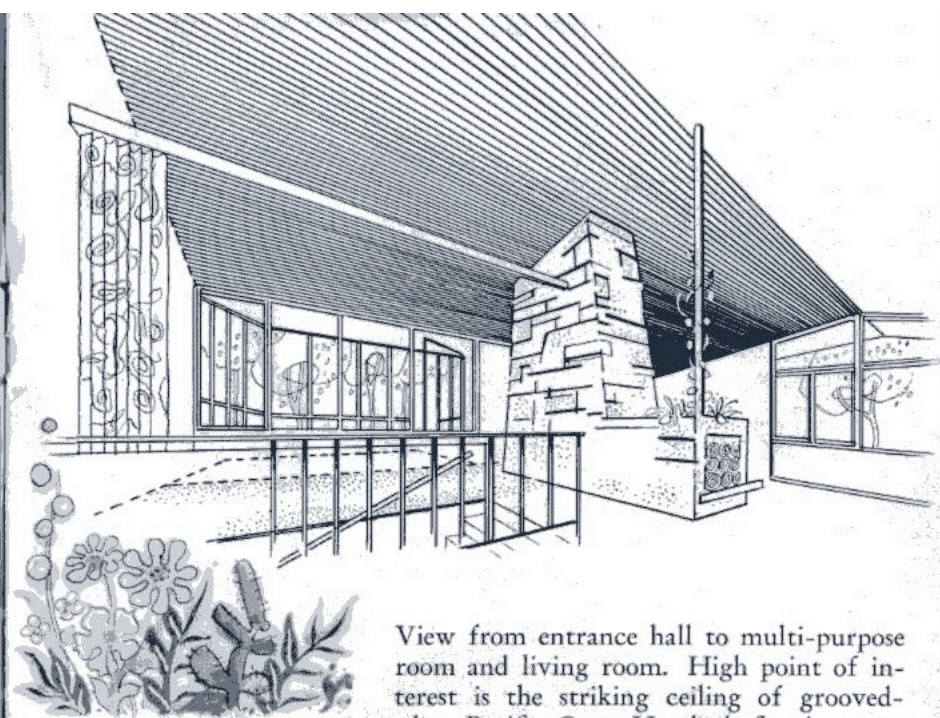 View from entrance hall to multi-purpose
room and living room. High point of in-
terest is the striking ceiling of grooved-